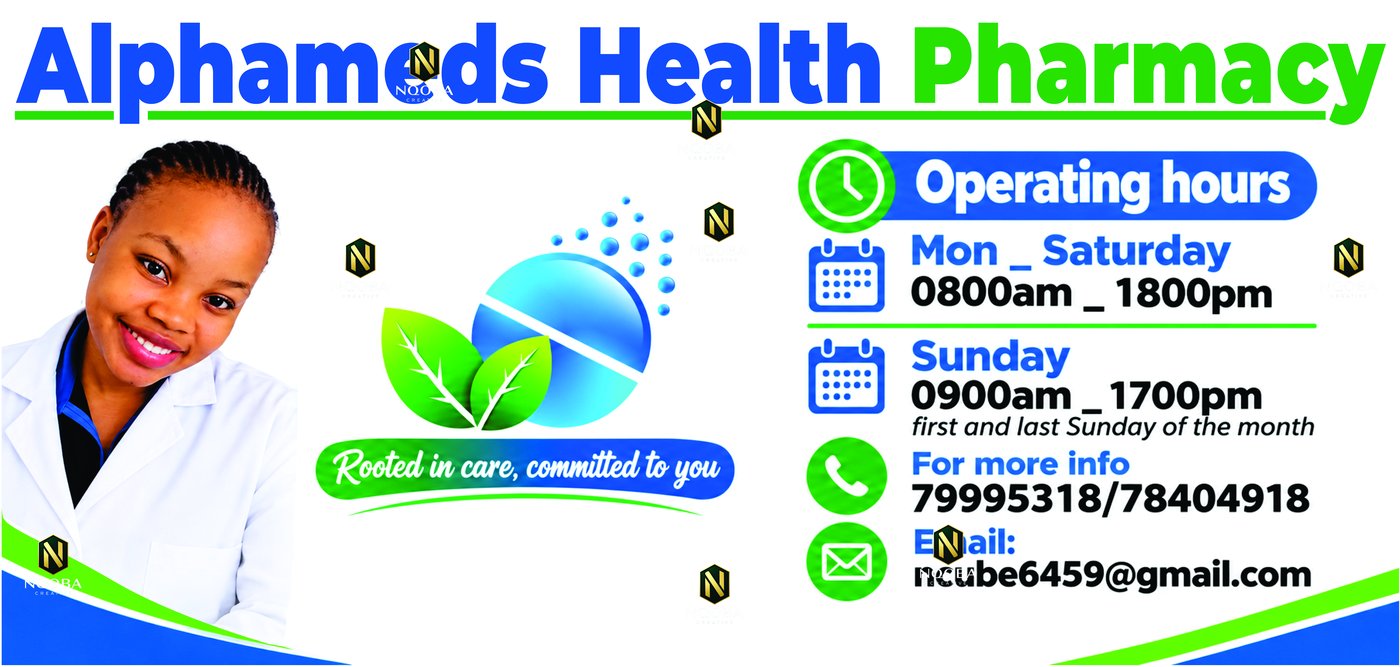 Alphameds Health Pharmacy
Operating hours
Mon _ Saturday
0800am _ 1800pm
Sunday
0900am _ 1700pm
first and last Sunday of the month
Rooted in care, committed to you
For more info
79995318/78404918
Email:
ncube6459@gmail.com
N
NQOBA